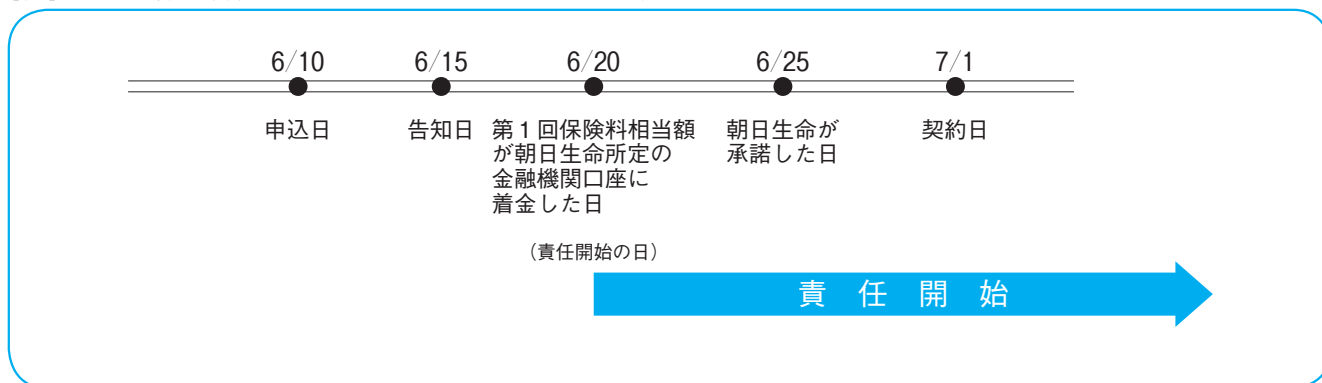 6/10 6/15 6/20 6/25 7/1
申込日
告知日
第1回保険料相当額
が朝日生命所定の
金融機関口座に
着金した日
朝日生命が
承諾した日
契約日
（責任開始の日）
責任開始